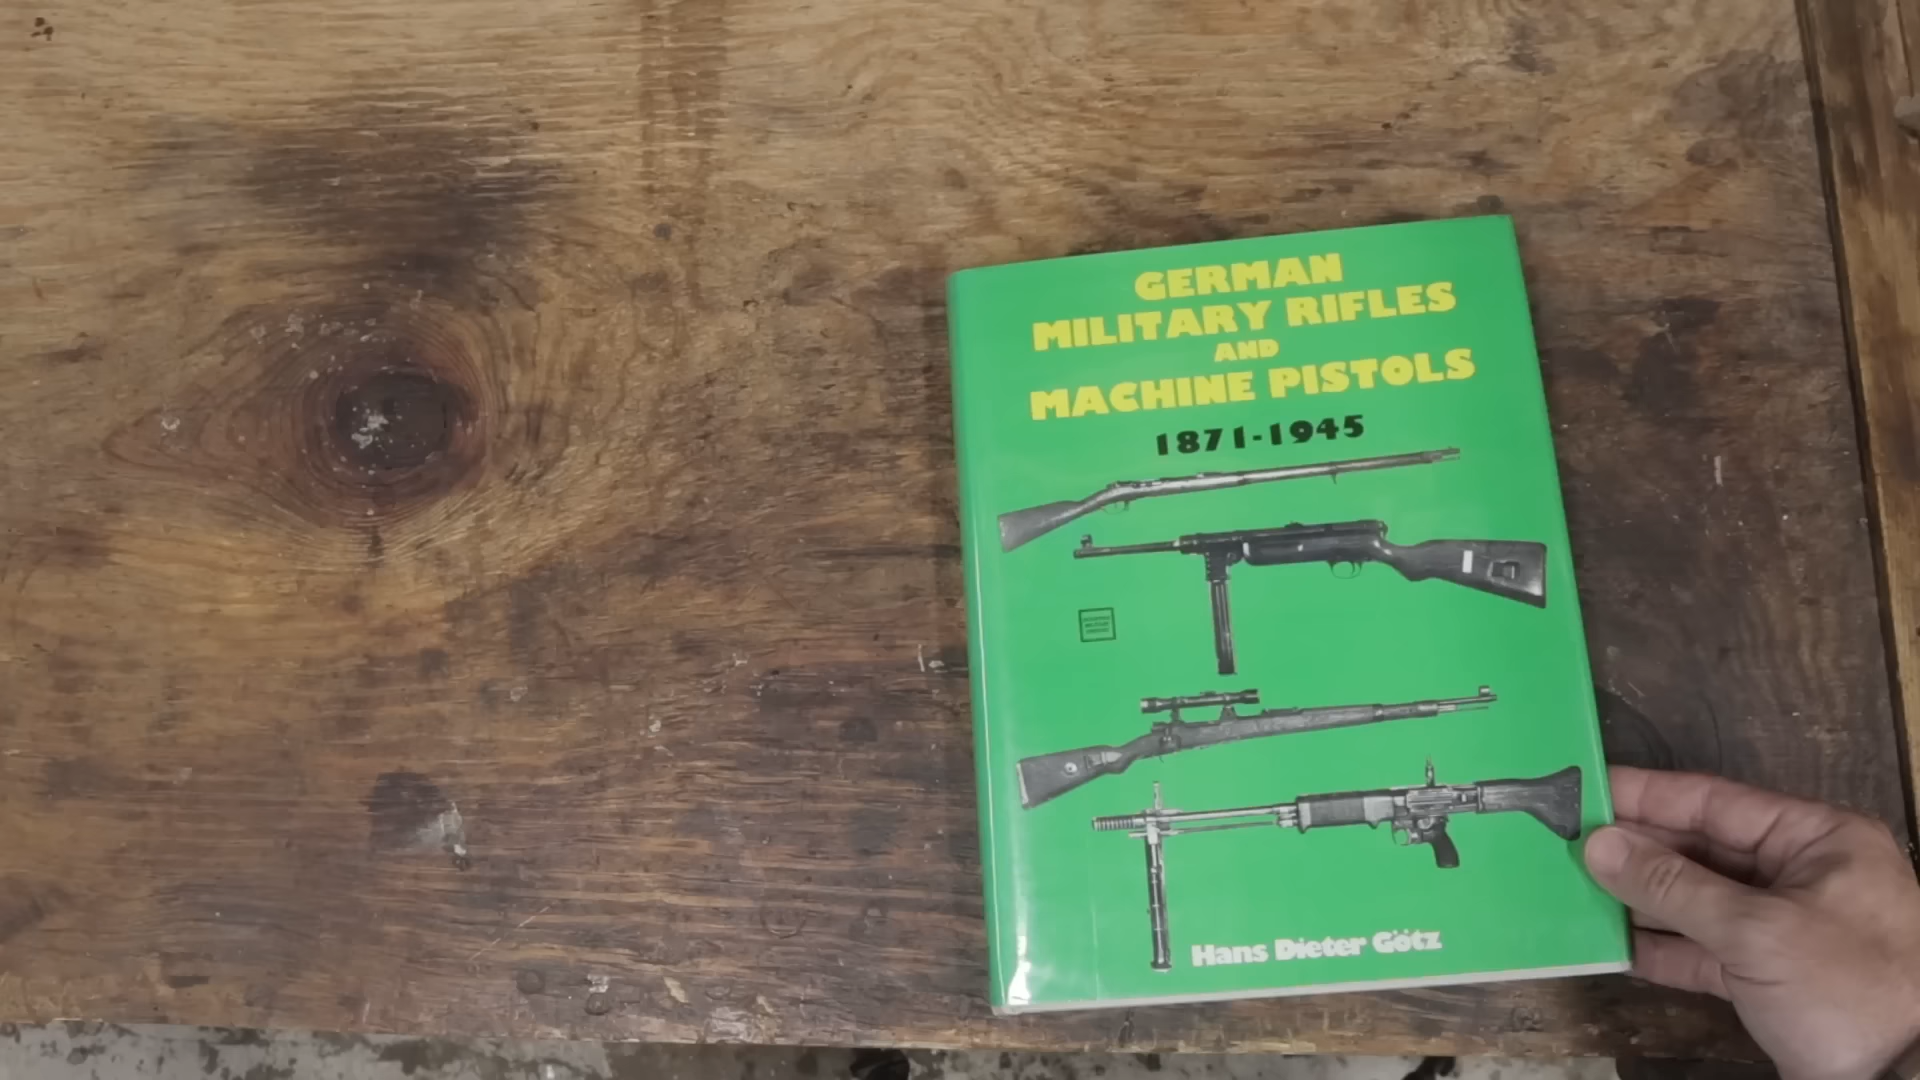 GERMAN
MILITARY RIFLES
AND
MACHINE PISTOLS
1871-1945
Hans Dieter Götz